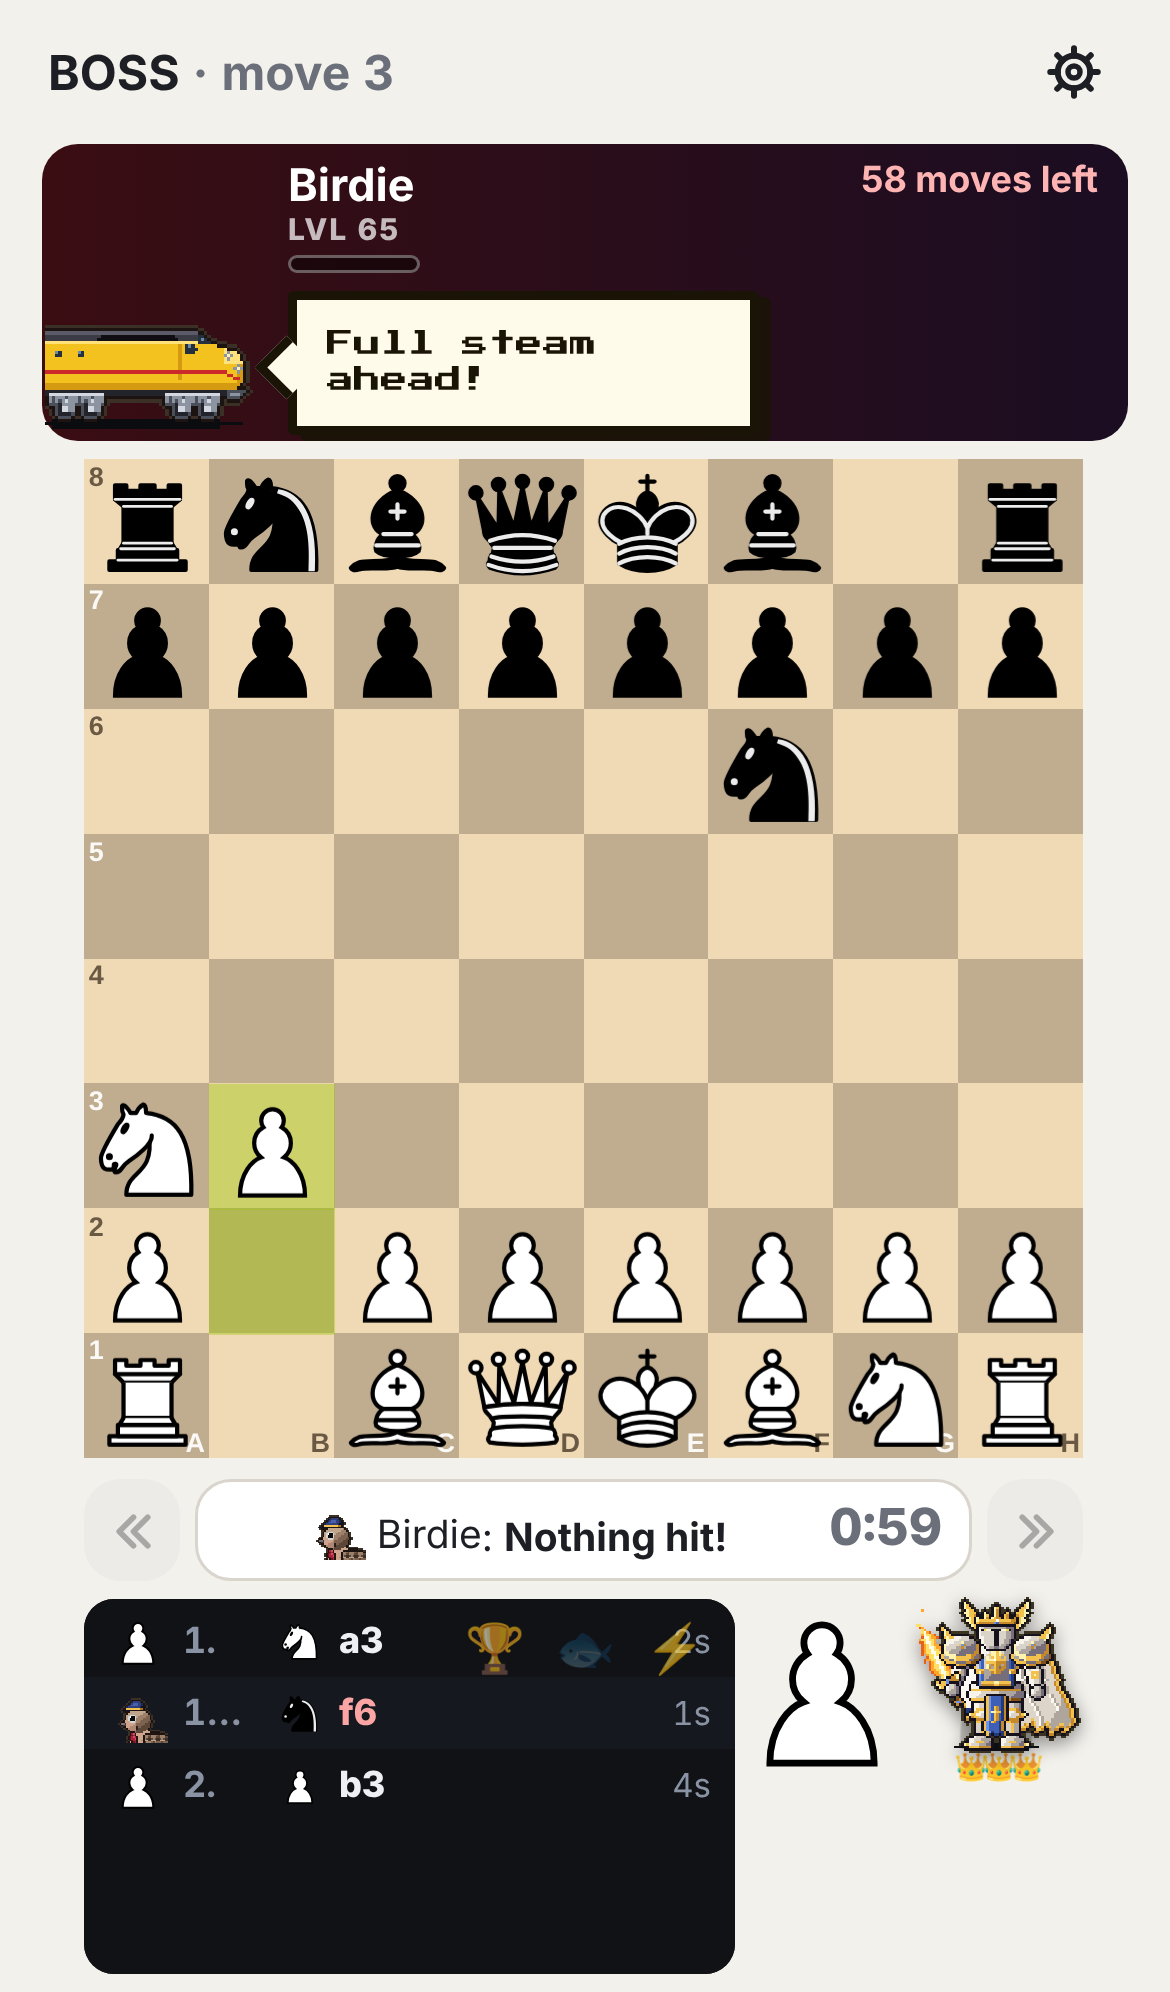 BOSS · move 3
Birdie
58 moves left
LVL 65
Full steam
ahead!
8
7
6
5
4
3
2
1
A B C D E F G H
Birdie: Nothing hit! 0:59
1. a3 2s
1... f6 1s
2. b3 4s